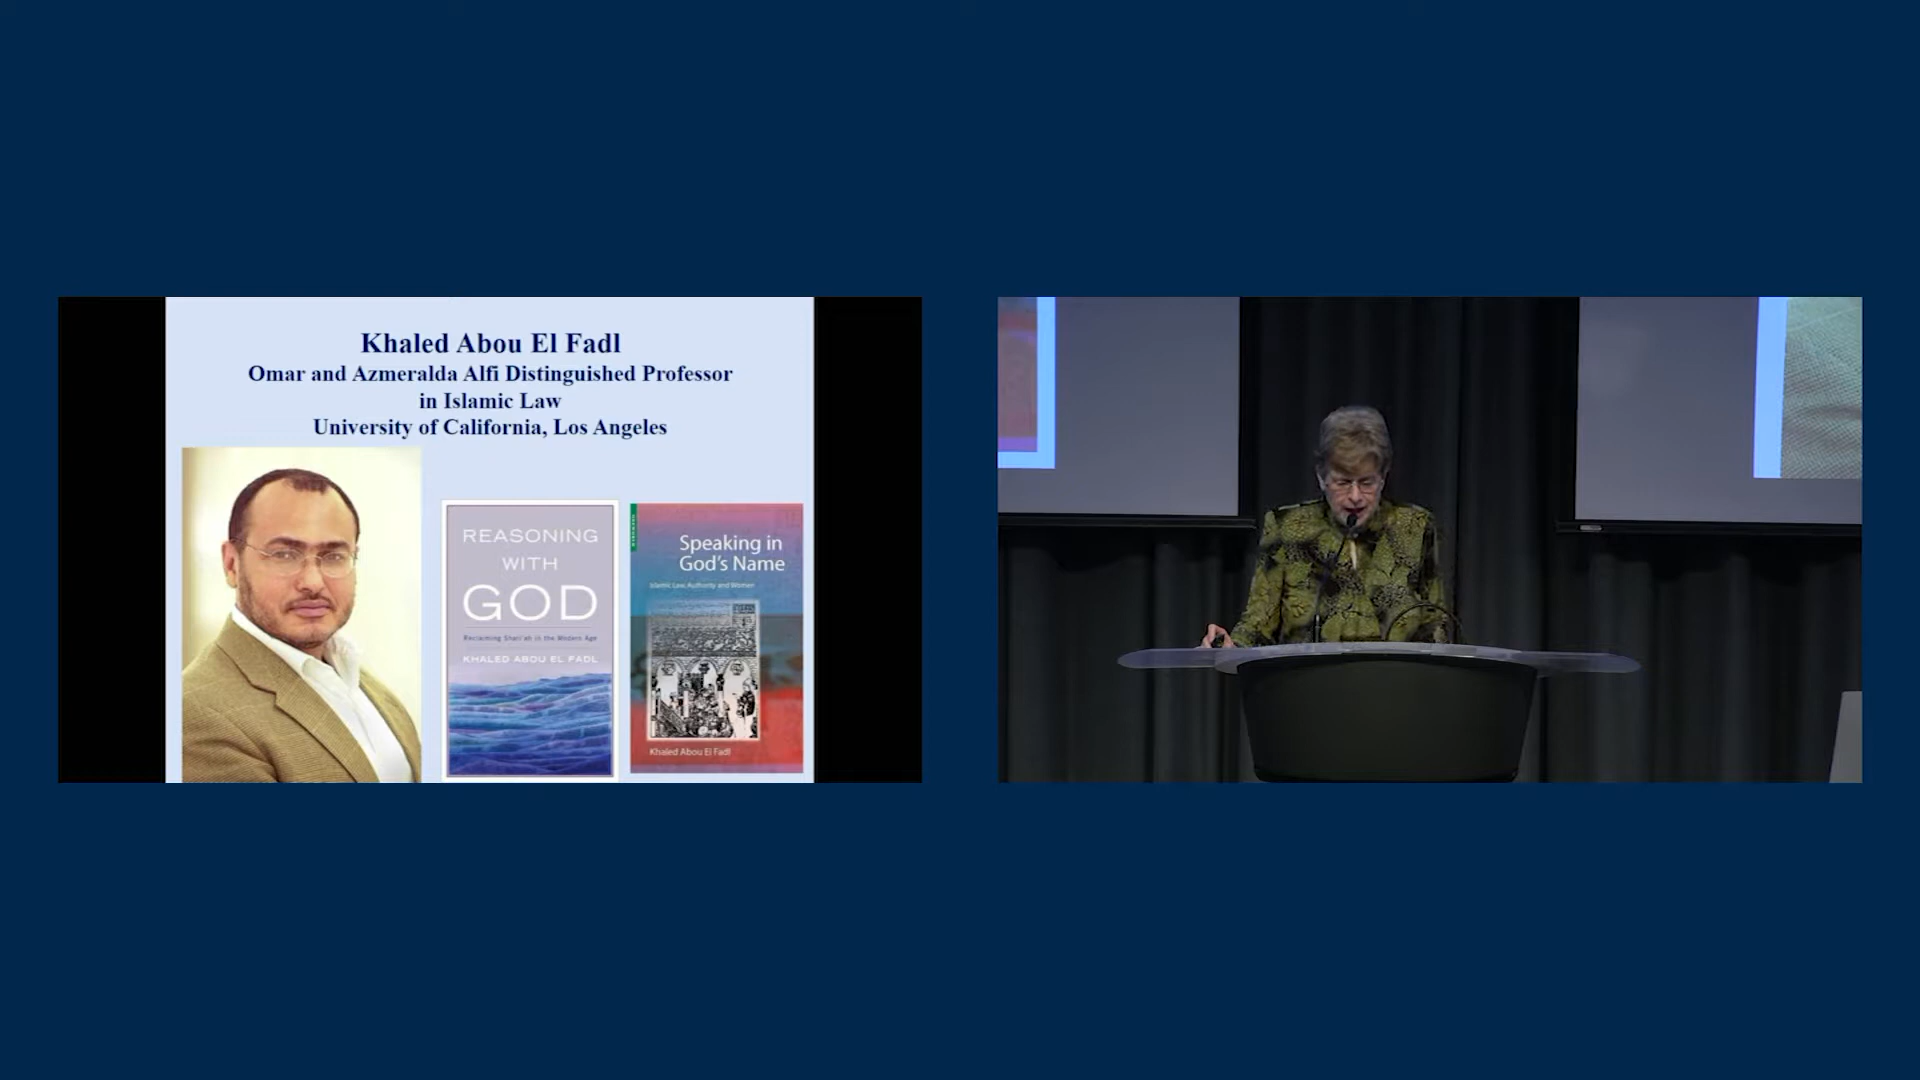 Khaled Abou El Fadl
Omar and Azmeralda Alfi Distinguished Professor
in Islamic Law
University of California, Los Angeles
REASONING
WITH
GOD
Reclaiming Shari'ah in the Modern Age
KHALED ABOU EL FADL
Speaking in
God's Name
Islamic Law, Authority and Women
Khaled Abou El Fadl